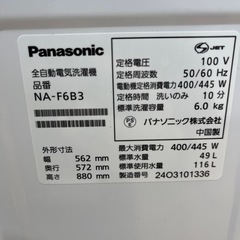 Panasonic
全自動電気洗濯機
品番
NA-F6B3
外形寸法
幅 562 mm
奥行 572 mm
高さ 880 mm
S JET
定格電圧 100 V
定格周波数 50/60 Hz
電動機定格消費電力 400/445 W
定格時間 洗いのみ 10分
標準洗濯容量 6.0 kg
パナソニック株式会社
中国製
最大消費電力 400/445 W
標準水量 49 L
標準使用水量 116 L
製造番号 24O3101336